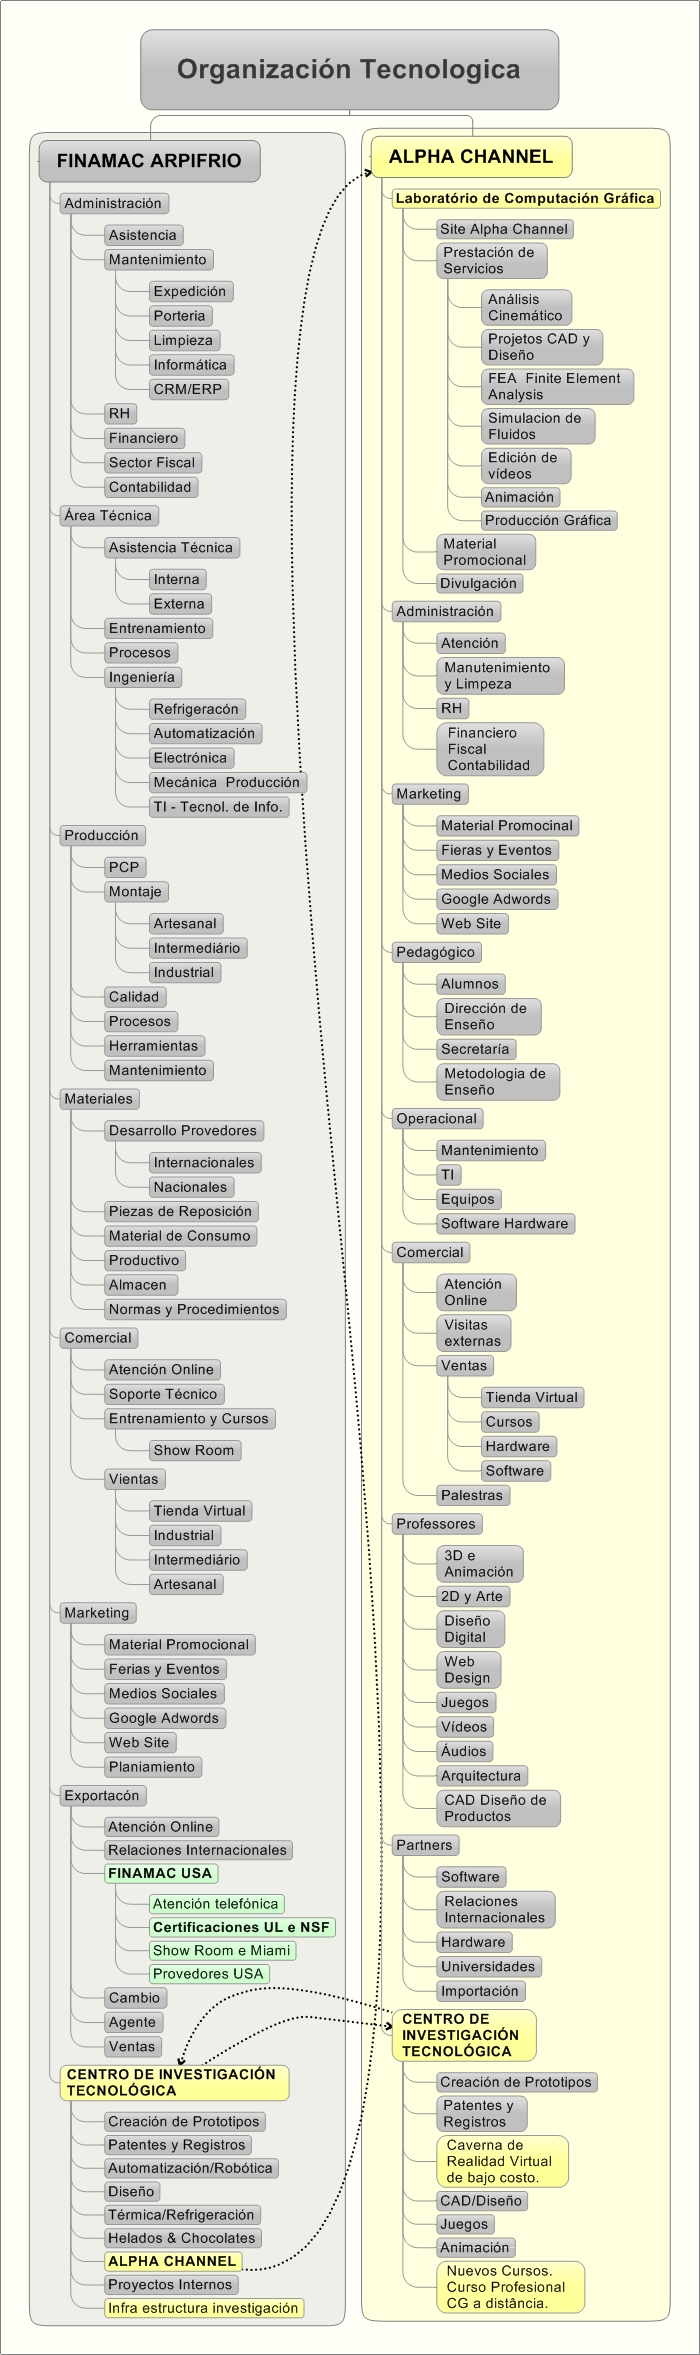 Organización Tecnologica
FINAMAC ARPIFRIO
Administración
Asistencia
Mantenimiento
Expedición
Porteria
Limpieza
Informática
CRM/ERP
RH
Financiero
Sector Fiscal
Contabilidad
Área Técnica
Asistencia Técnica
Interna
Externa
Entrenamiento
Procesos
Ingeniería
Refrigeracón
Automatización
Electrónica
Mecánica  Producción
TI - Tecnol. de Info.
Producción
PCP
Montaje
Artesanal
Intermediário
Industrial
Calidad
Procesos
Herramientas
Mantenimiento
Materiales
Desarrollo Provedores
Internacionales
Nacionales
Piezas de Reposición
Material de Consumo
Productivo
Almacen
Normas y Procedimientos
Comercial
Atención Online
Soporte Técnico
Entrenamiento y Cursos
Show Room
Vientas
Tienda Virtual
Industrial
Intermediário
Artesanal
Marketing
Material Promocional
Ferias y Eventos
Medios Sociales
Google Adwords
Web Site
Planiamiento
Exportacón
Atención Online
Relaciones Internacionales
FINAMAC USA
Atención telefónica
Certificaciones UL e NSF
Show Room e Miami
Provedores USA
Cambio
Agente
Ventas
CENTRO DE INVESTIGACIÓN
TECNOLÓGICA
Creación de Prototipos
Patentes y Registros
Automatización/Robótica
Diseño
Térmica/Refrigeración
Helados & Chocolates
ALPHA CHANNEL
Proyectos Internos
Infra estructura investigación
ALPHA CHANNEL
Laboratório de Computación Gráfica
Site Alpha Channel
Prestación de
Servicios
Análisis
Cinemático
Projetos CAD y
Diseño
FEA  Finite Element
Analysis
Simulacion de
Fluidos
Edición de
vídeos
Animación
Producción Gráfica
Material
Promocional
Divulgación
Administración
Atención
Manutenimiento
y Limpeza
RH
Financiero
Fiscal
Contabilidad
Marketing
Material Promocinal
Fieras y Eventos
Medios Sociales
Google Adwords
Web Site
Pedagógico
Alumnos
Dirección de
Enseño
Secretaría
Metodologia de
Enseño
Operacional
Mantenimiento
TI
Equipos
Software Hardware
Comercial
Atención
Online
Visitas
externas
Ventas
Tienda Virtual
Cursos
Hardware
Software
Palestras
Professores
3D e
Animación
2D y Arte
Diseño
Digital
Web
Design
Juegos
Vídeos
Áudios
Arquitectura
CAD Diseño de
Productos
Partners
Software
Relaciones
Internacionales
Hardware
Universidades
Importación
CENTRO DE
INVESTIGACIÓN
TECNOLÓGICA
Creación de Prototipos
Patentes y
Registros
Caverna de
Realidad Virtual
de bajo costo.
CAD/Diseño
Juegos
Animación
Nuevos Cursos.
Curso Profesional
CG a distância.